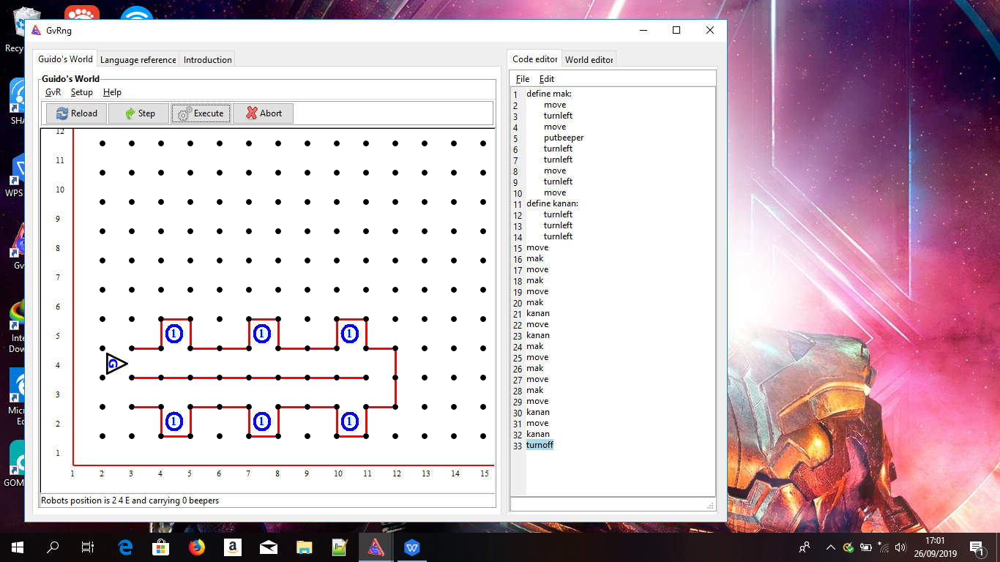 GvRng
Recy
SHA
WPS
Gv
Inte
Dow
Micr
Ed
GOM
Guido's World
Language reference
Introduction
Guido's World
GvR
Setup
Help
Reload
Step
Execute
Abort
12
11
10
9
8
7
6
5
4
3
2
1
1
1
1
G
1
1
1
1 2 3 4 5 6 7 8 9 10 11 12 13 14 15
Robots position is 2 4 E and carrying 0 beepers
Code editor
World editor
File
Edit
1 define mak:
2 move
3 turnleft
4 move
5 putbeeper
6 turnleft
7 turnleft
8 move
9 turnleft
10 move
11 define kanan:
12 turnleft
13 turnleft
14 turnleft
15 move
16 mak
17 move
18 mak
19 move
20 mak
21 kanan
22 move
23 kanan
24 mak
25 move
26 mak
27 move
28 mak
29 move
30 kanan
31 move
32 kanan
33 turnoff
17:01
26/09/2019
1